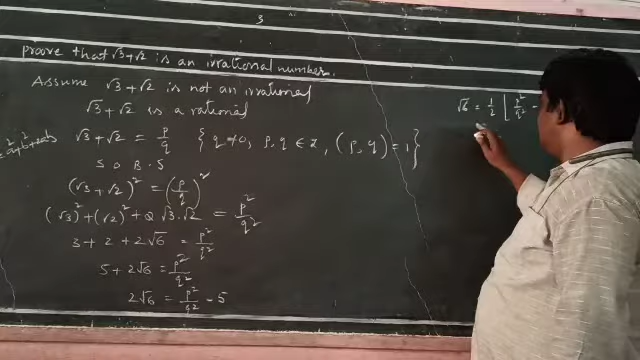 3
prove that √3+√2 is an irrational number.
Assume √3+√2 is not an irrational
√3+√2 is a rational
√3+√2 = p/q { q≠0, p, q ∈ z, (p, q) = 1 }
S O B . S
(√3 + √2)² = (p/q)²
(√3)² + (√2)² + 2 √3 . √2 = p²/q²
3 + 2 + 2√6 = p²/q²
5 + 2√6 = p²/q²
2√6 = p²/q² - 5
√6 = 1/2 [ p²/q² -